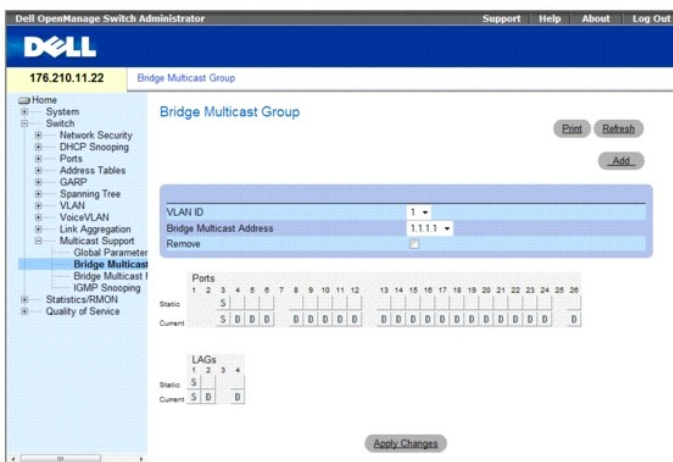 Dell OpenManage Switch Administrator Support Help About Log Out
DELL
176.210.11.22 Bridge Multicast Group
Home
System
Switch
Network Security
DHCP Snooping
Ports
Address Tables
GARP
Spanning Tree
VLAN
VoiceVLAN
Link Aggregation
Multicast Support
Global Parameter
Bridge Multicast
Bridge Multicast F
IGMP Snooping
Statistics/RMON
Quality of Service
Bridge Multicast Group
Print Refresh
Add
VLAN ID 1
Bridge Multicast Address 1.1.1.1
Remove
Ports
1 2 3 4 5 6 7 8 9 10 11 12 13 14 15 16 17 18 19 20 21 22 23 24 25 26
Static S
Current S D D D D D D D D D D D D D D D D D D D D D
LAGs
1 2 3 4
Static S
Current S D D
Apply Changes